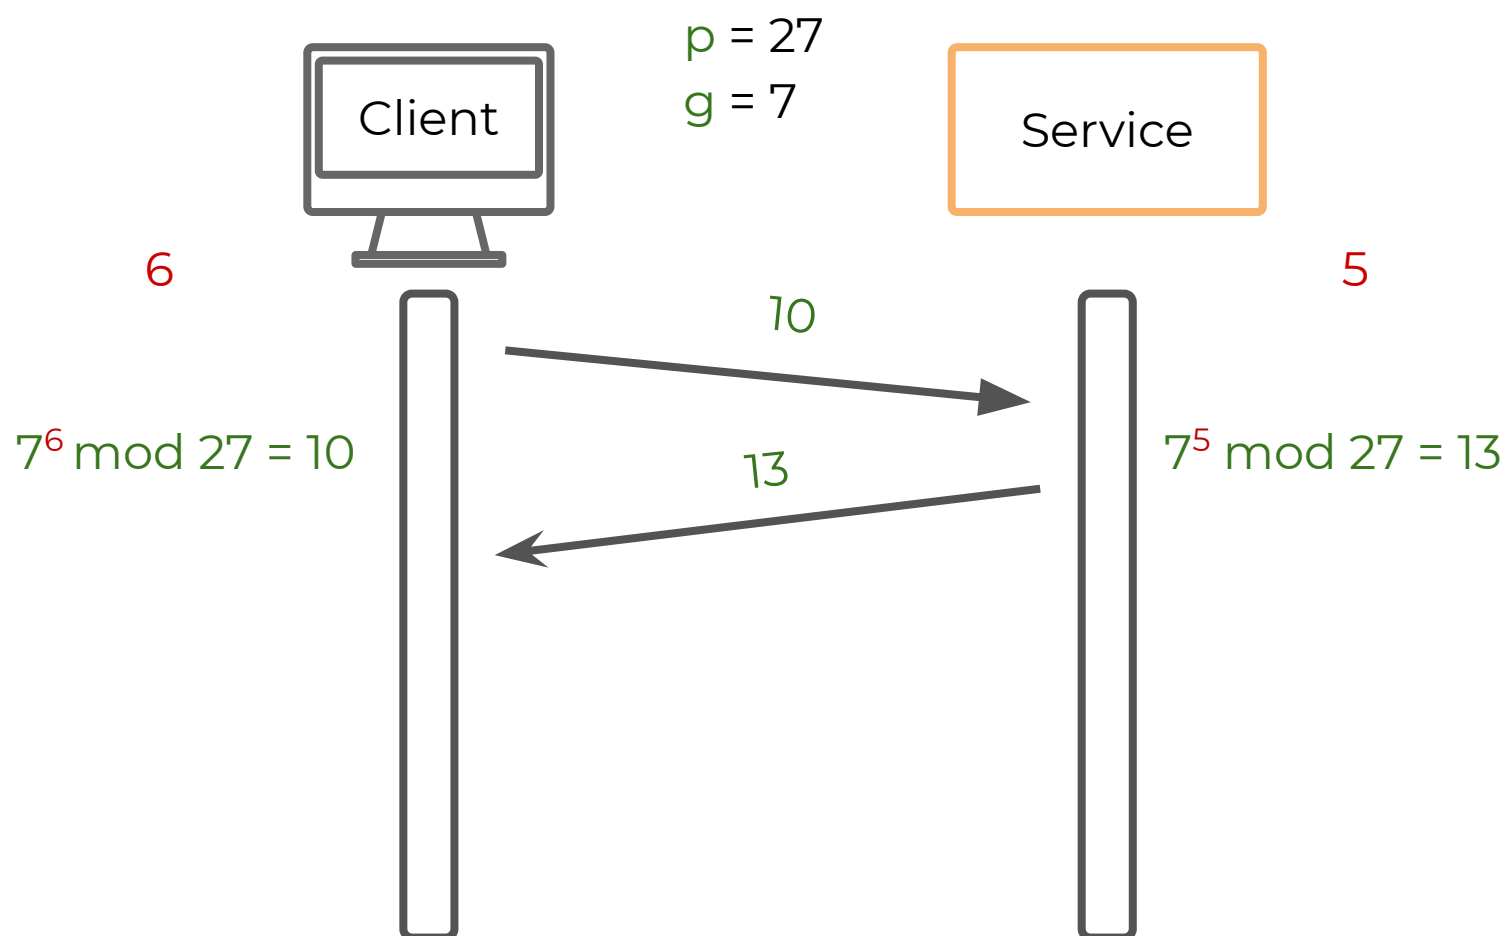 p = 27
g = 7
Client
Service
6
5
10
7⁶ mod 27 = 10
13
7⁵ mod 27 = 13